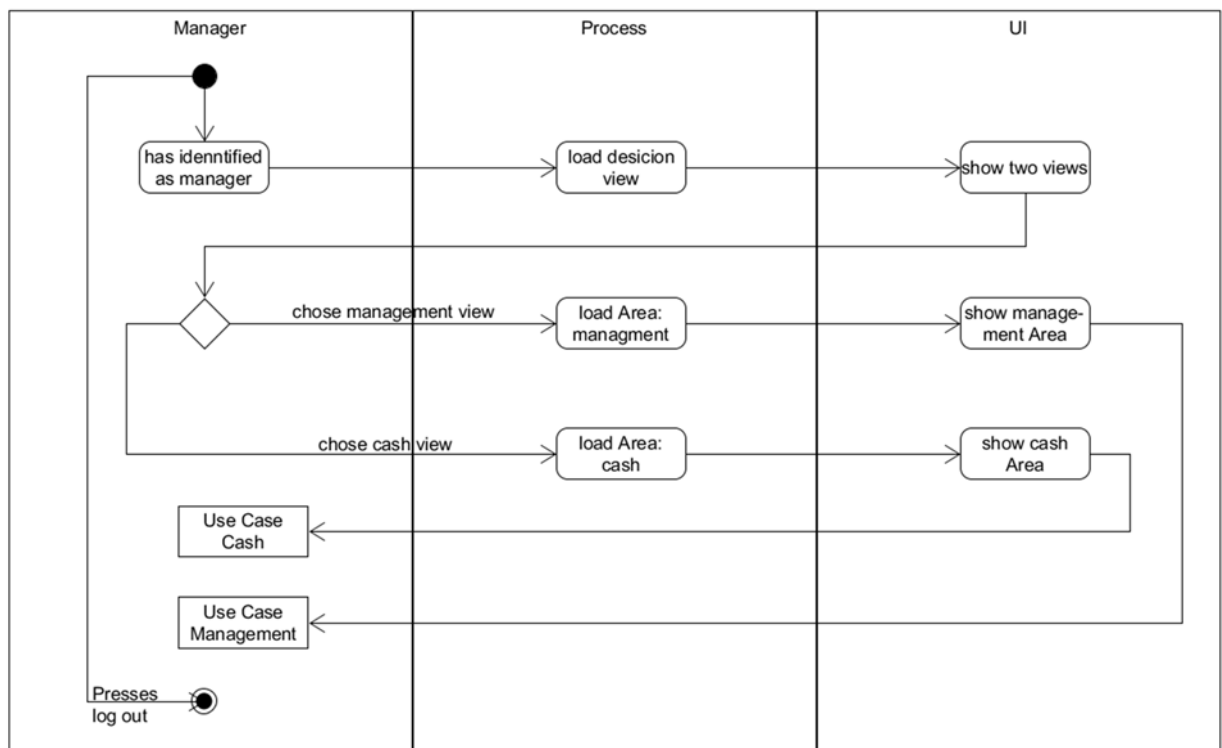 Manager
Process
UI
has idenntified
as manager
load desicion
view
show two views
chose management view
load Area:
managment
show manage-
ment Area
chose cash view
load Area:
cash
show cash
Area
Use Case
Cash
Use Case
Management
Presses
log out